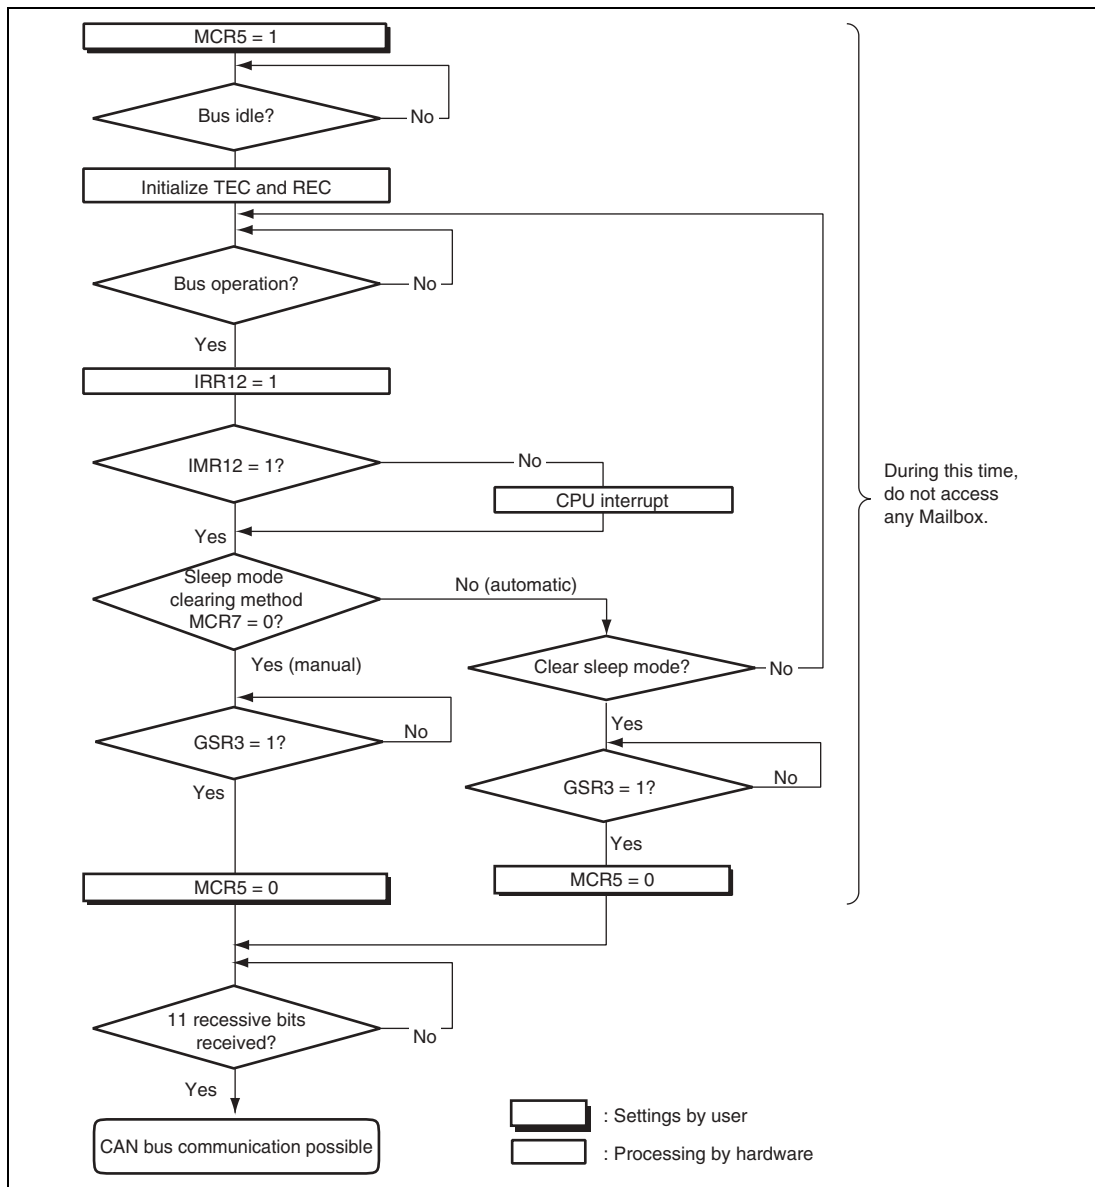 MCR5 = 1
Bus idle?
No
Initialize TEC and REC
Bus operation?
No
Yes
IRR12 = 1
IMR12 = 1?
No
CPU interrupt
Yes
Sleep mode
clearing method
MCR7 = 0?
No (automatic)
Yes (manual)
Clear sleep mode?
No
Yes
GSR3 = 1?
No
Yes
GSR3 = 1?
No
Yes
MCR5 = 0
MCR5 = 0
During this time,
do not access
any Mailbox.
11 recessive bits
received?
No
Yes
CAN bus communication possible
: Settings by user
: Processing by hardware